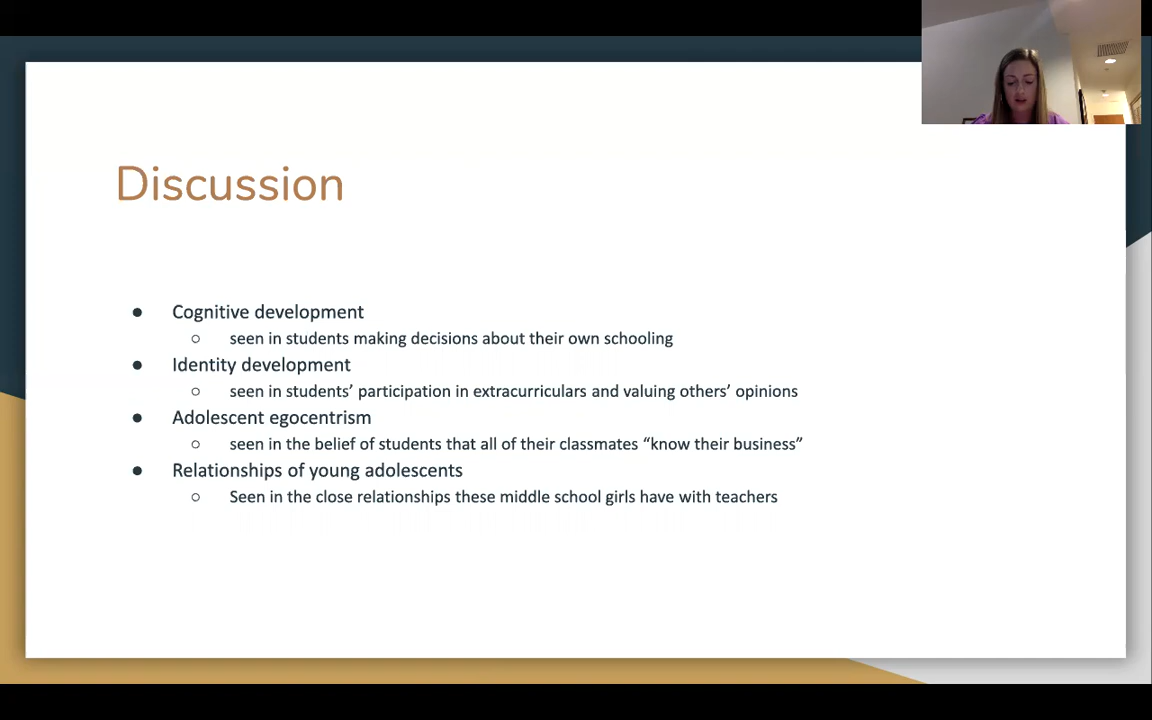 Discussion
● Cognitive development
○ seen in students making decisions about their own schooling
● Identity development
○ seen in students’ participation in extracurriculars and valuing others’ opinions
● Adolescent egocentrism
○ seen in the belief of students that all of their classmates “know their business”
● Relationships of young adolescents
○ Seen in the close relationships these middle school girls have with teachers